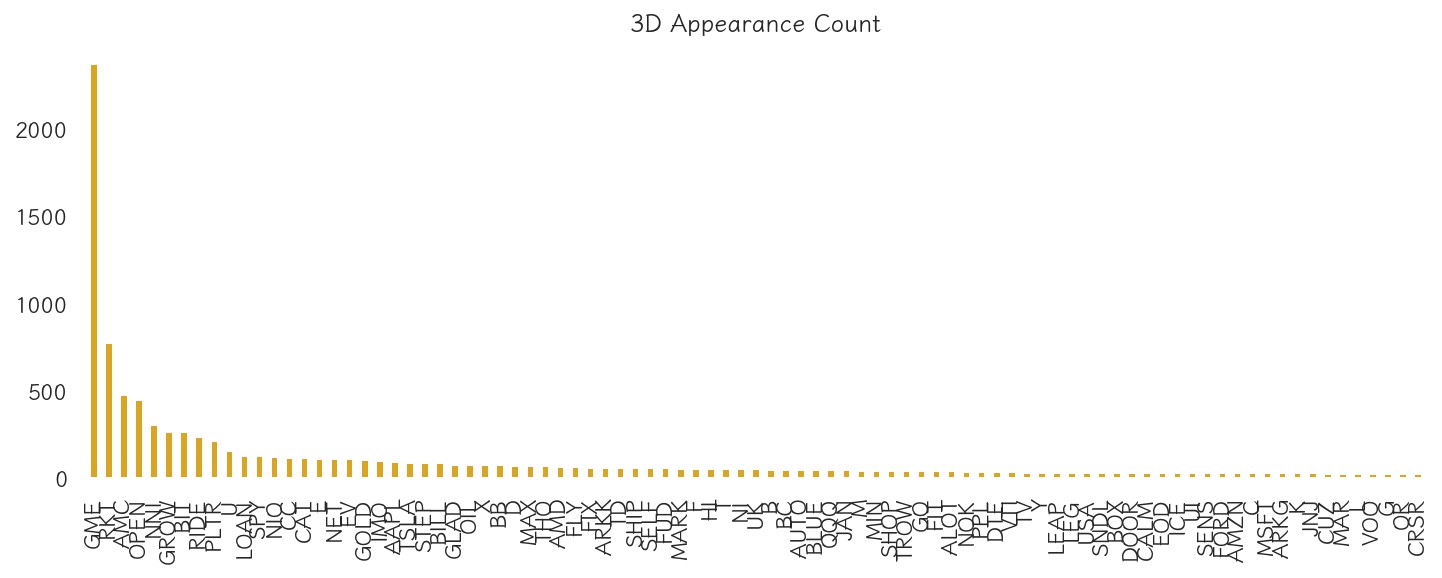 3D Appearance Count
2000
1500
1000
500
0
GME
RKT
AMC
OPEN
NNI
GROW
BIT
RIDE
PLTR
U
LOAN
SPY
NIO
CC
CAT
E
NET
EV
GOLD
IMO
AAPL
TSLA
STEP
BILL
GLAD
OIL
X
BB
D
MAX
THO
AMD
FLY
FIX
ARKK
TD
SHIP
SELF
FUD
MARK
F
HI
T
NI
UK
B
BC
AUTO
BLUE
QQQ
JAN
M
MIN
SHOP
TROW
GO
FIT
ALOT
NOK
DTE
VTI
TV
Y
LEAP
TEG
USA
SNDL
BOX
DOOR
CALM
EOD
ICE
UI
SENS
FORD
AMZN
C
MSFT
ARKG
K
JNJ
CUZ
MAR
L
VOO
G
OR
CRSR